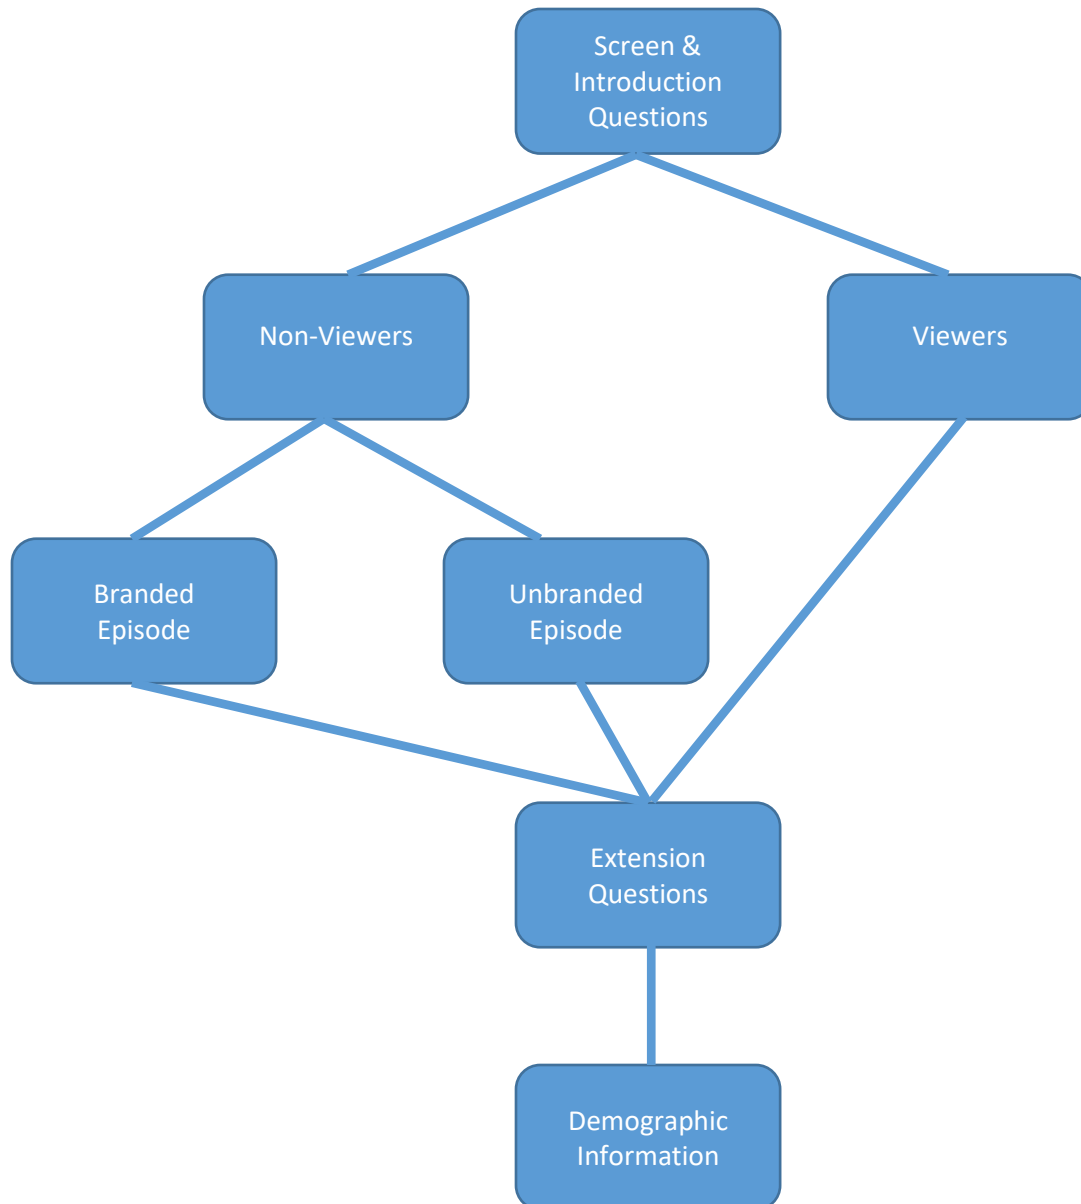 Screen &
Introduction
Questions
Non-Viewers
Viewers
Branded
Episode
Unbranded
Episode
Extension
Questions
Demographic
Information